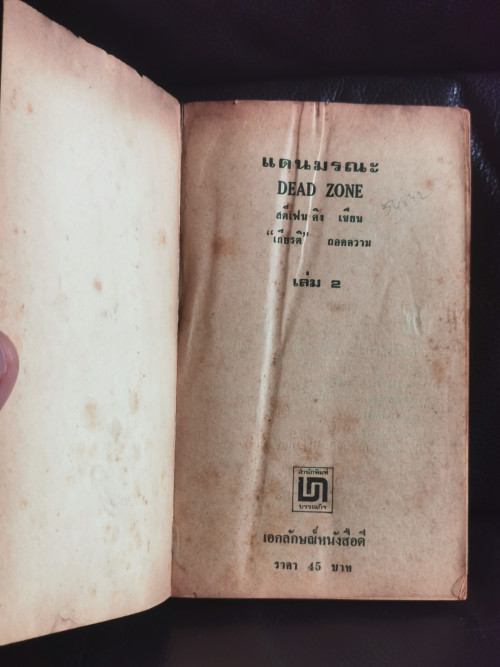 แดนมรณะ
DEAD ZONE
สตีเฟน คิง เขียน
"เกียรติ" ถอดความ
เล่ม 2
สำนักพิมพ์
บรรณกิจ
เอกลักษณ์หนังสือดี
ราคา 45 บาท